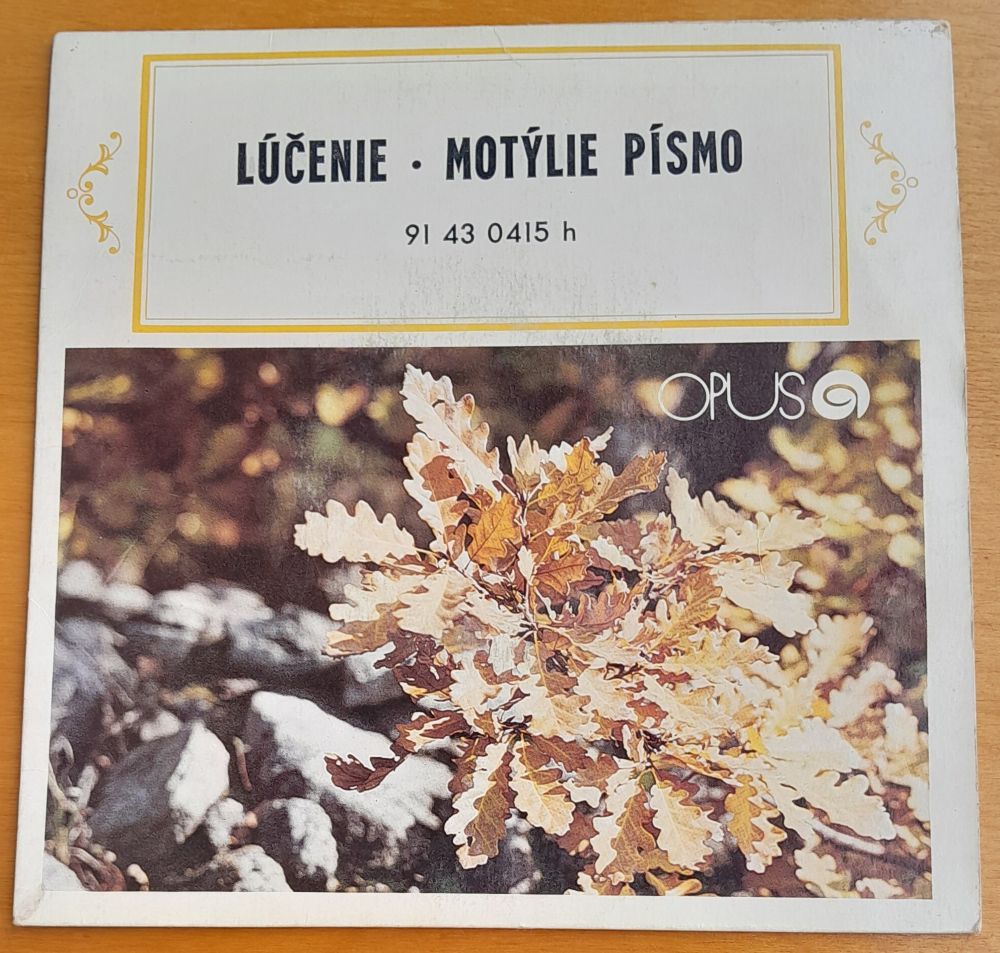 LÚČENIE · MOTÝLIE PÍSMO
91 43 0415 h
OPUS